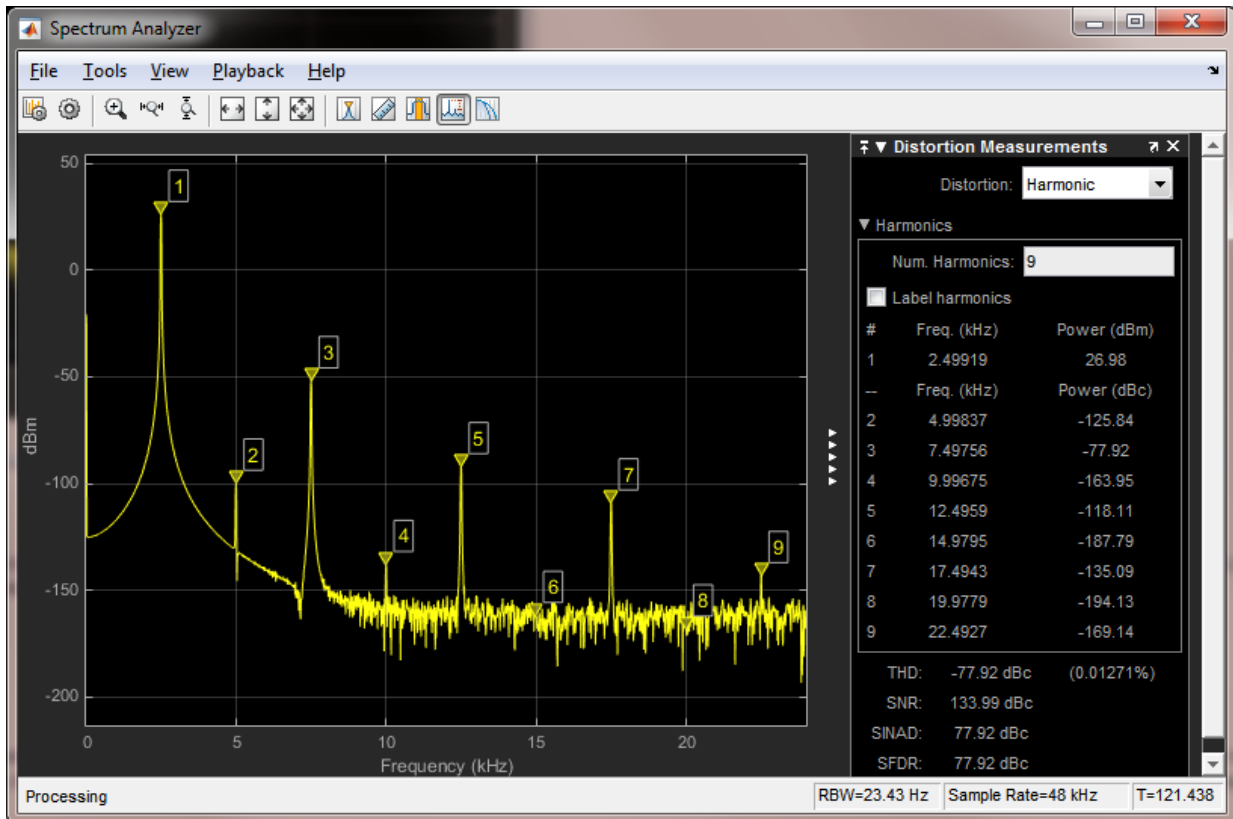 Spectrum Analyzer
File Tools View Playback Help
50
0
-50
-100
-150
-200
dBm
0 5 10 15 20
Frequency (kHz)
1
2
3
4
5
6
7
8
9
Distortion Measurements
Distortion: Harmonic
Harmonics
Num. Harmonics: 9
Label harmonics
# Freq. (kHz) Power (dBm)
1 2.49919 26.98
-- Freq. (kHz) Power (dBc)
2 4.99837 -125.84
3 7.49756 -77.92
4 9.99675 -163.95
5 12.4959 -118.11
6 14.9795 -187.79
7 17.4943 -135.09
8 19.9779 -194.13
9 22.4927 -169.14
THD: -77.92 dBc (0.01271%)
SNR: 133.99 dBc
SINAD: 77.92 dBc
SFDR: 77.92 dBc
Processing RBW=23.43 Hz Sample Rate=48 kHz T=121.438